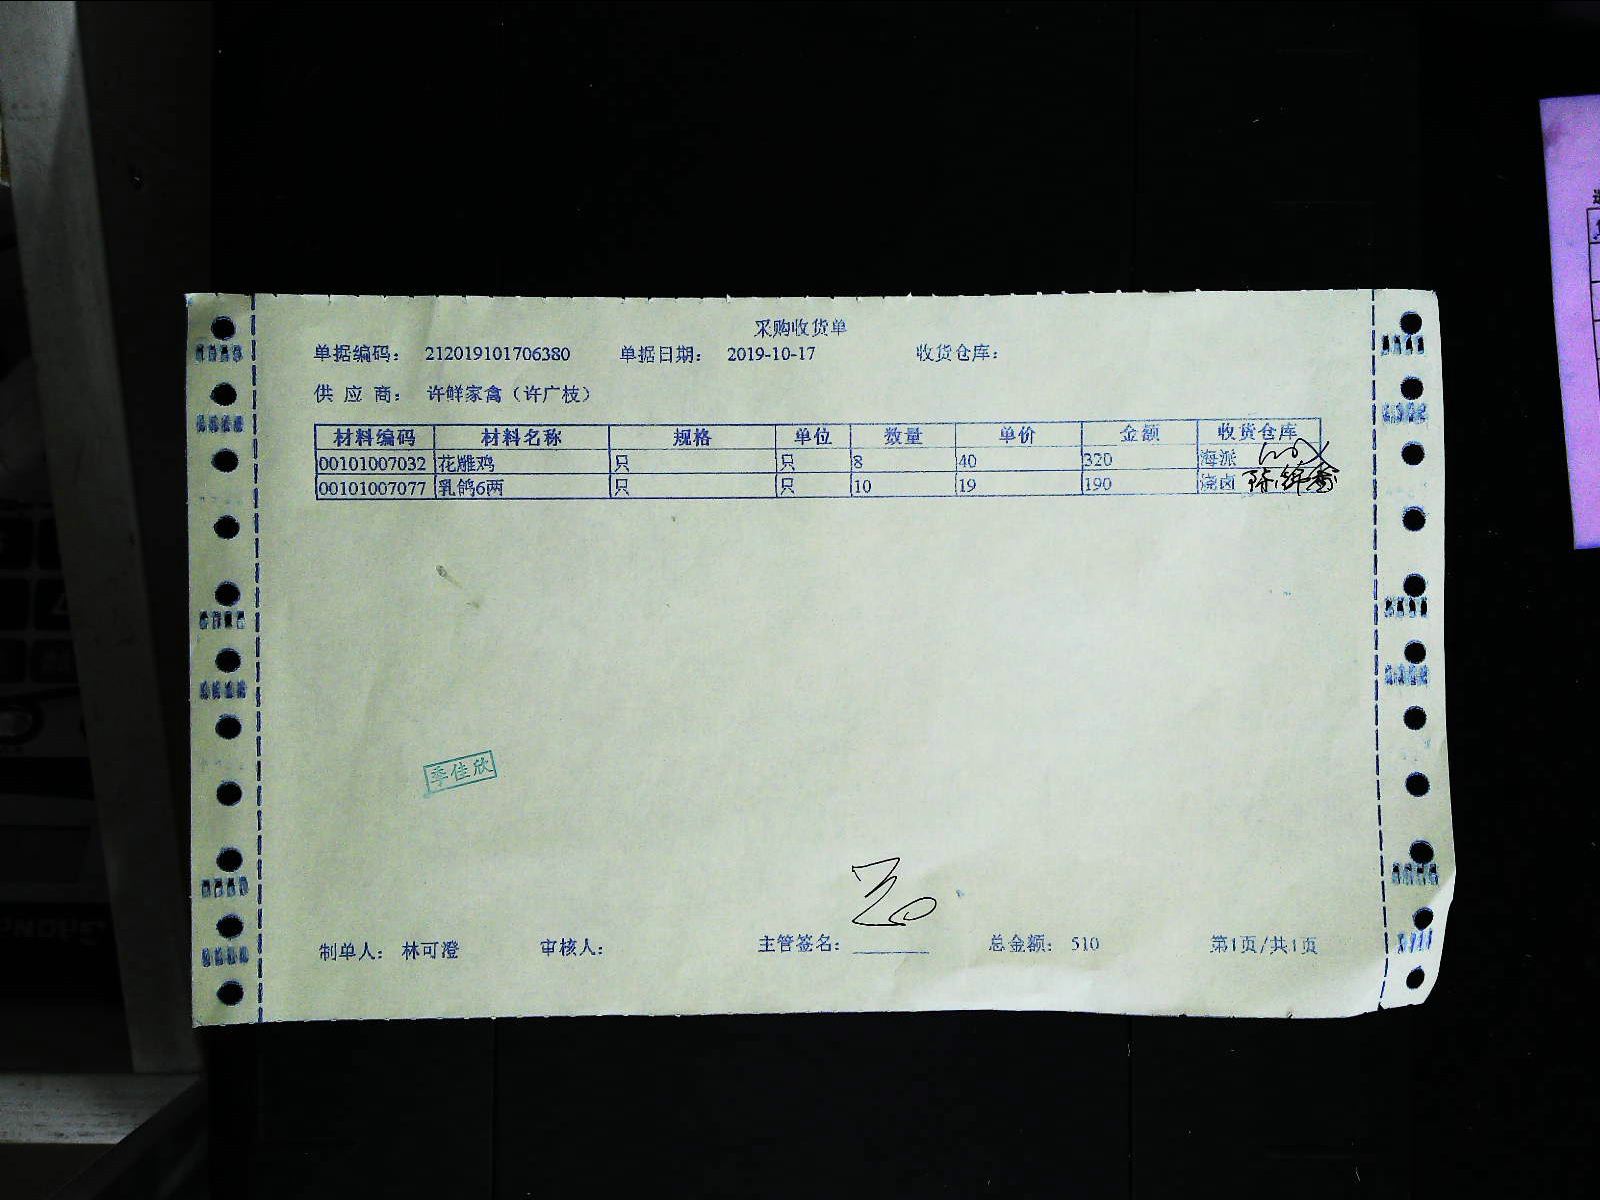 采购收货单
单据编码： 212019101706380 单据日期： 2019-10-17 收货仓库：
供 应 商： 许鲜家禽（许广枝）
材料编码 材料名称 规格 单位 数量 单价 金额 收货仓库
00101007032 花雕鸡 只 只 8 40 320 海派
00101007077 乳鸽6两 只 只 10 19 190 浇卤
季佳欣
制单人： 林可澄 审核人： 主管签名： 总金额： 510 第1页/共1页